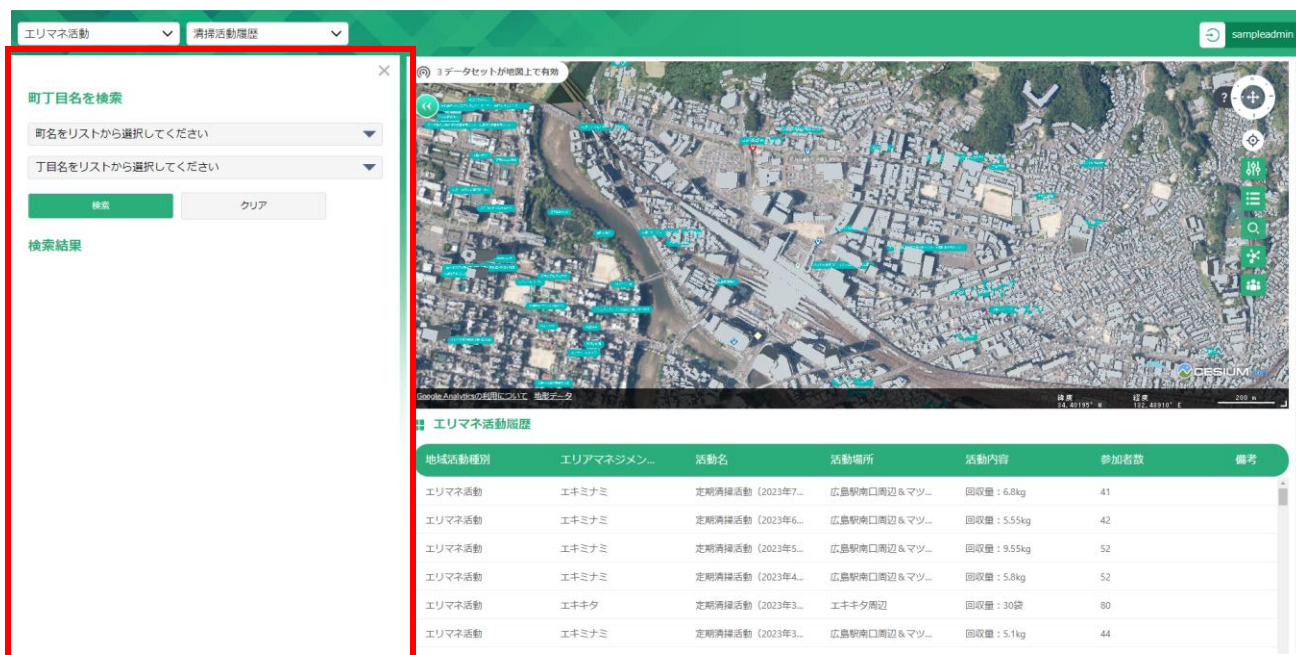 エリマネ活動
清掃活動履歴
sampleadmin
町丁目名を検索
町名をリストから選択してください
丁目名をリストから選択してください
検索
クリア
検索結果
3 データセットが地図上で有効
?
CESIUM
Google Analyticsの利用について 地形データ
緯度 経度
200 m
エリマネ活動履歴
地域活動種別 エリアマネジメン... 活動名 活動場所 活動内容 参加者数 備考
エリマネ活動 エキミナミ 定期清掃活動（2023年7... 広島駅南口周辺＆マツ... 回収量：6.8kg 41
エリマネ活動 エキミナミ 定期清掃活動（2023年6... 広島駅南口周辺＆マツ... 回収量：5.55kg 42
エリマネ活動 エキミナミ 定期清掃活動（2023年5... 広島駅南口周辺＆マツ... 回収量：9.55kg 52
エリマネ活動 エキミナミ 定期清掃活動（2023年4... 広島駅南口周辺＆マツ... 回収量：5.8kg 52
エリマネ活動 エキキタ 定期清掃活動（2023年3... エキキタ周辺 回収量：30袋 80
エリマネ活動 エキミナミ 定期清掃活動（2023年3... 広島駅南口周辺＆マツ... 回収量：5.1kg 44